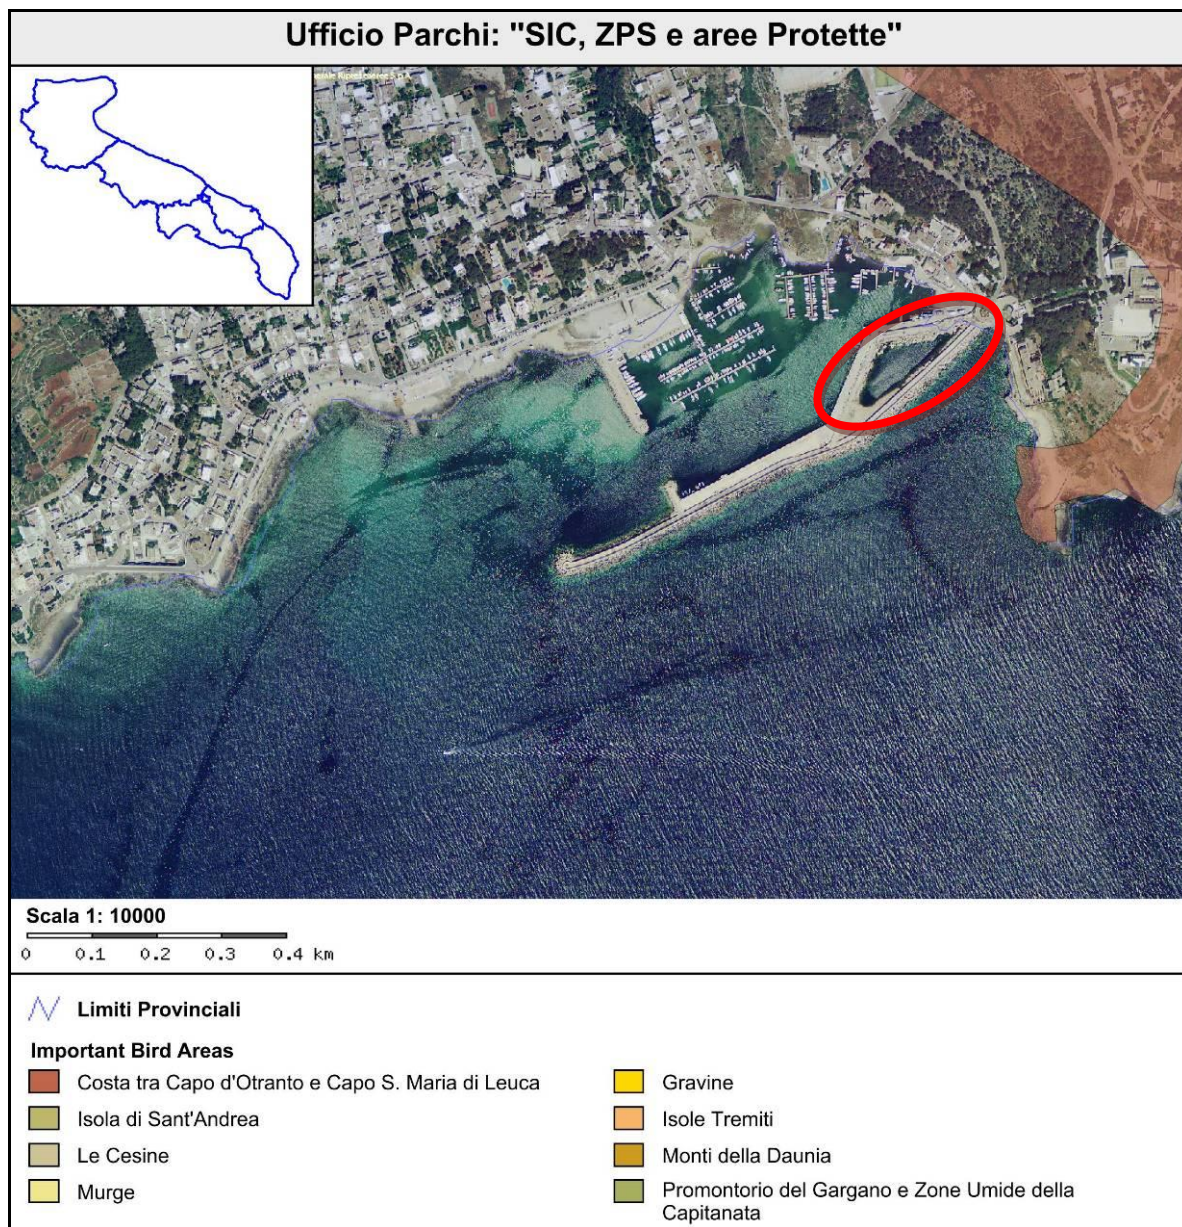 Ufficio Parchi: "SIC, ZPS e aree Protette"
Scala 1: 10000
0 0.1 0.2 0.3 0.4 km
Limiti Provinciali
Important Bird Areas
Costa tra Capo d'Otranto e Capo S. Maria di Leuca
Isola di Sant'Andrea
Le Cesine
Murge
Gravine
Isole Tremiti
Monti della Daunia
Promontorio del Gargano e Zone Umide della
Capitanata